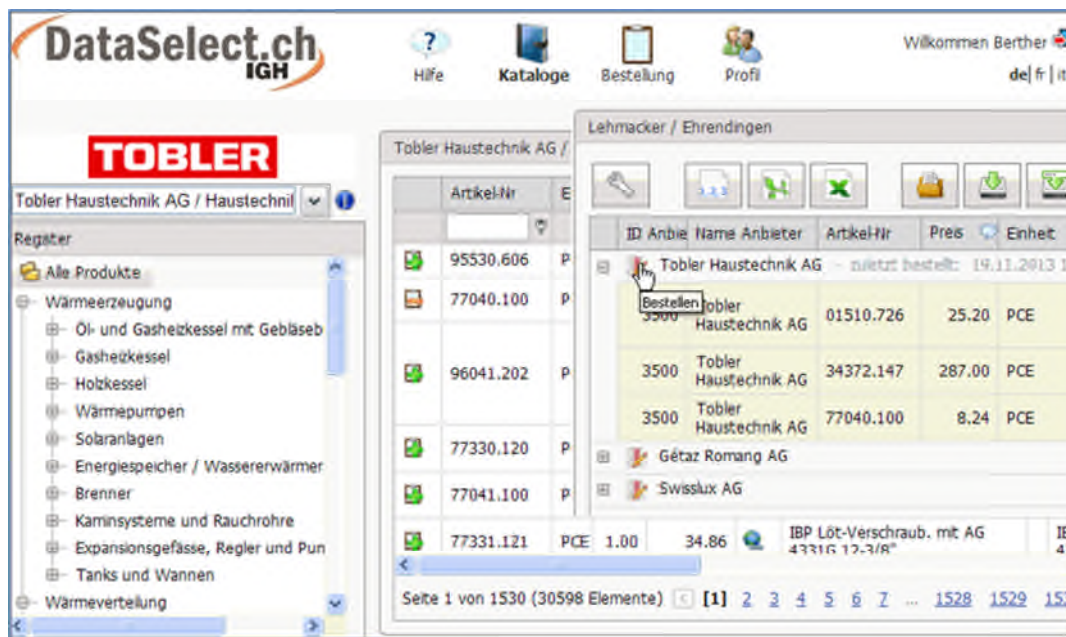 DataSelect.ch
IGH
Hilfe
Kataloge
Bestellung
Profil
Willkommen Berther
de| fr | it
TOBLER
Tobler Haustechnik AG / Haustechnil
Register
Alle Produkte
Wärmeerzeugung
Öl- und Gasheizkessel mit Gebläseb
Gasheizkessel
Holzkessel
Wärmepumpen
Solaranlagen
Energiespeicher / Wassererwärmer
Brenner
Kaminsysteme und Rauchrohre
Expansionsgefässe, Regler und Pun
Tanks und Wannen
Wärmeverteilung
Tobler Haustechnik AG /
Artikel-Nr E
95530.606 P
77040.100 P
96041.202 P
77330.120 P
77041.100 P
77331.121 PCE 1.00 34.86 IBP Löt-Verschraub. mit AG
4331G 12-3/8"
Seite 1 von 1530 (30598 Elemente) [1] 2 3 4 5 6 7 ... 1528 1529
Lehmacker / Ehrendingen
ID Anbie Name Anbieter Artikel-Nr Preis Einheit
Tobler Haustechnik AG - zuletzt bestellt: 19.11.2013 1
Bestellen
3500 Tobler Haustechnik AG 01510.726 25.20 PCE
3500 Tobler Haustechnik AG 34372.147 287.00 PCE
3500 Tobler Haustechnik AG 77040.100 8.24 PCE
Gétaz Romang AG
Swisslux AG